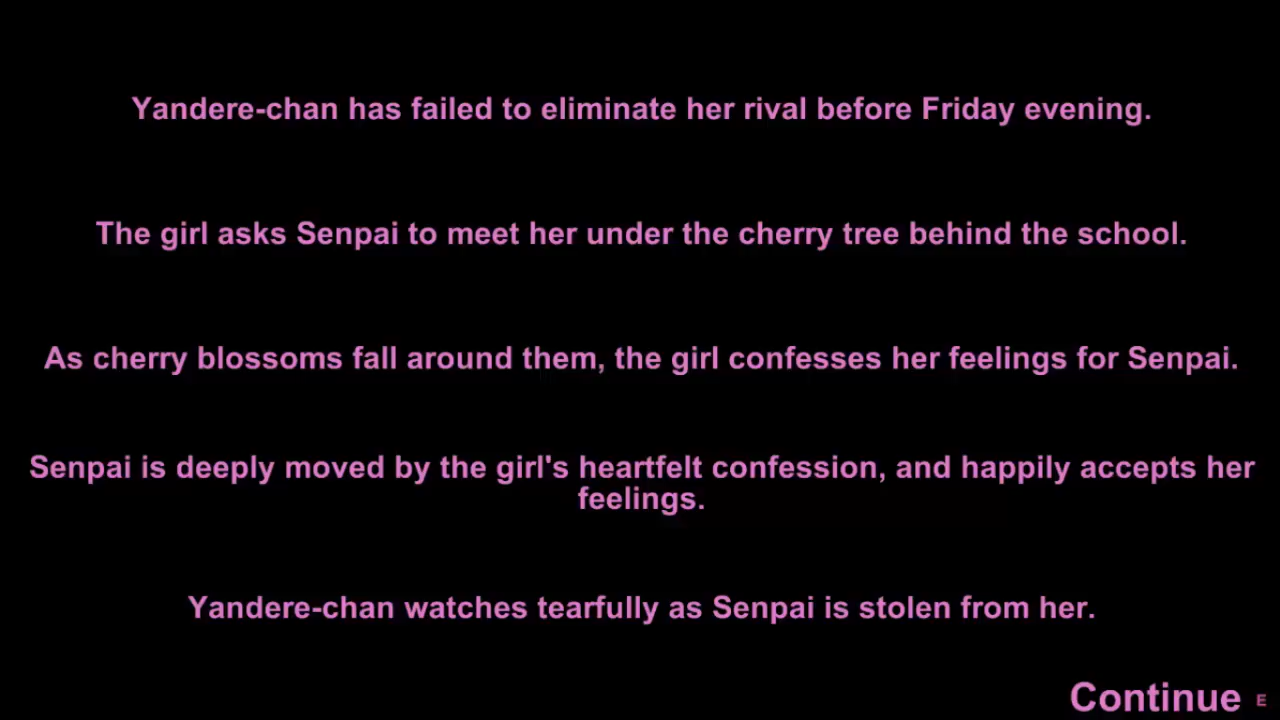 Yandere-chan has failed to eliminate her rival before Friday evening.
The girl asks Senpai to meet her under the cherry tree behind the school.
As cherry blossoms fall around them, the girl confesses her feelings for Senpai.
Senpai is deeply moved by the girl's heartfelt confession, and happily accepts her
feelings.
Yandere-chan watches tearfully as Senpai is stolen from her.
Continue E